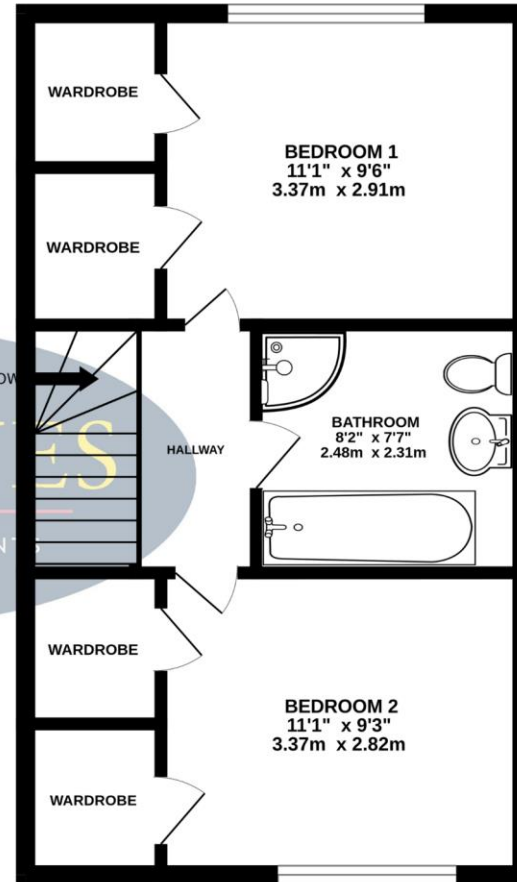 WARDROBE
BEDROOM 1
11'1" x 9'6"
3.37m x 2.91m
WARDROBE
HALLWAY
BATHROOM
8'2" x 7'7"
2.48m x 2.31m
WARDROBE
BEDROOM 2
11'1" x 9'3"
3.37m x 2.82m
WARDROBE